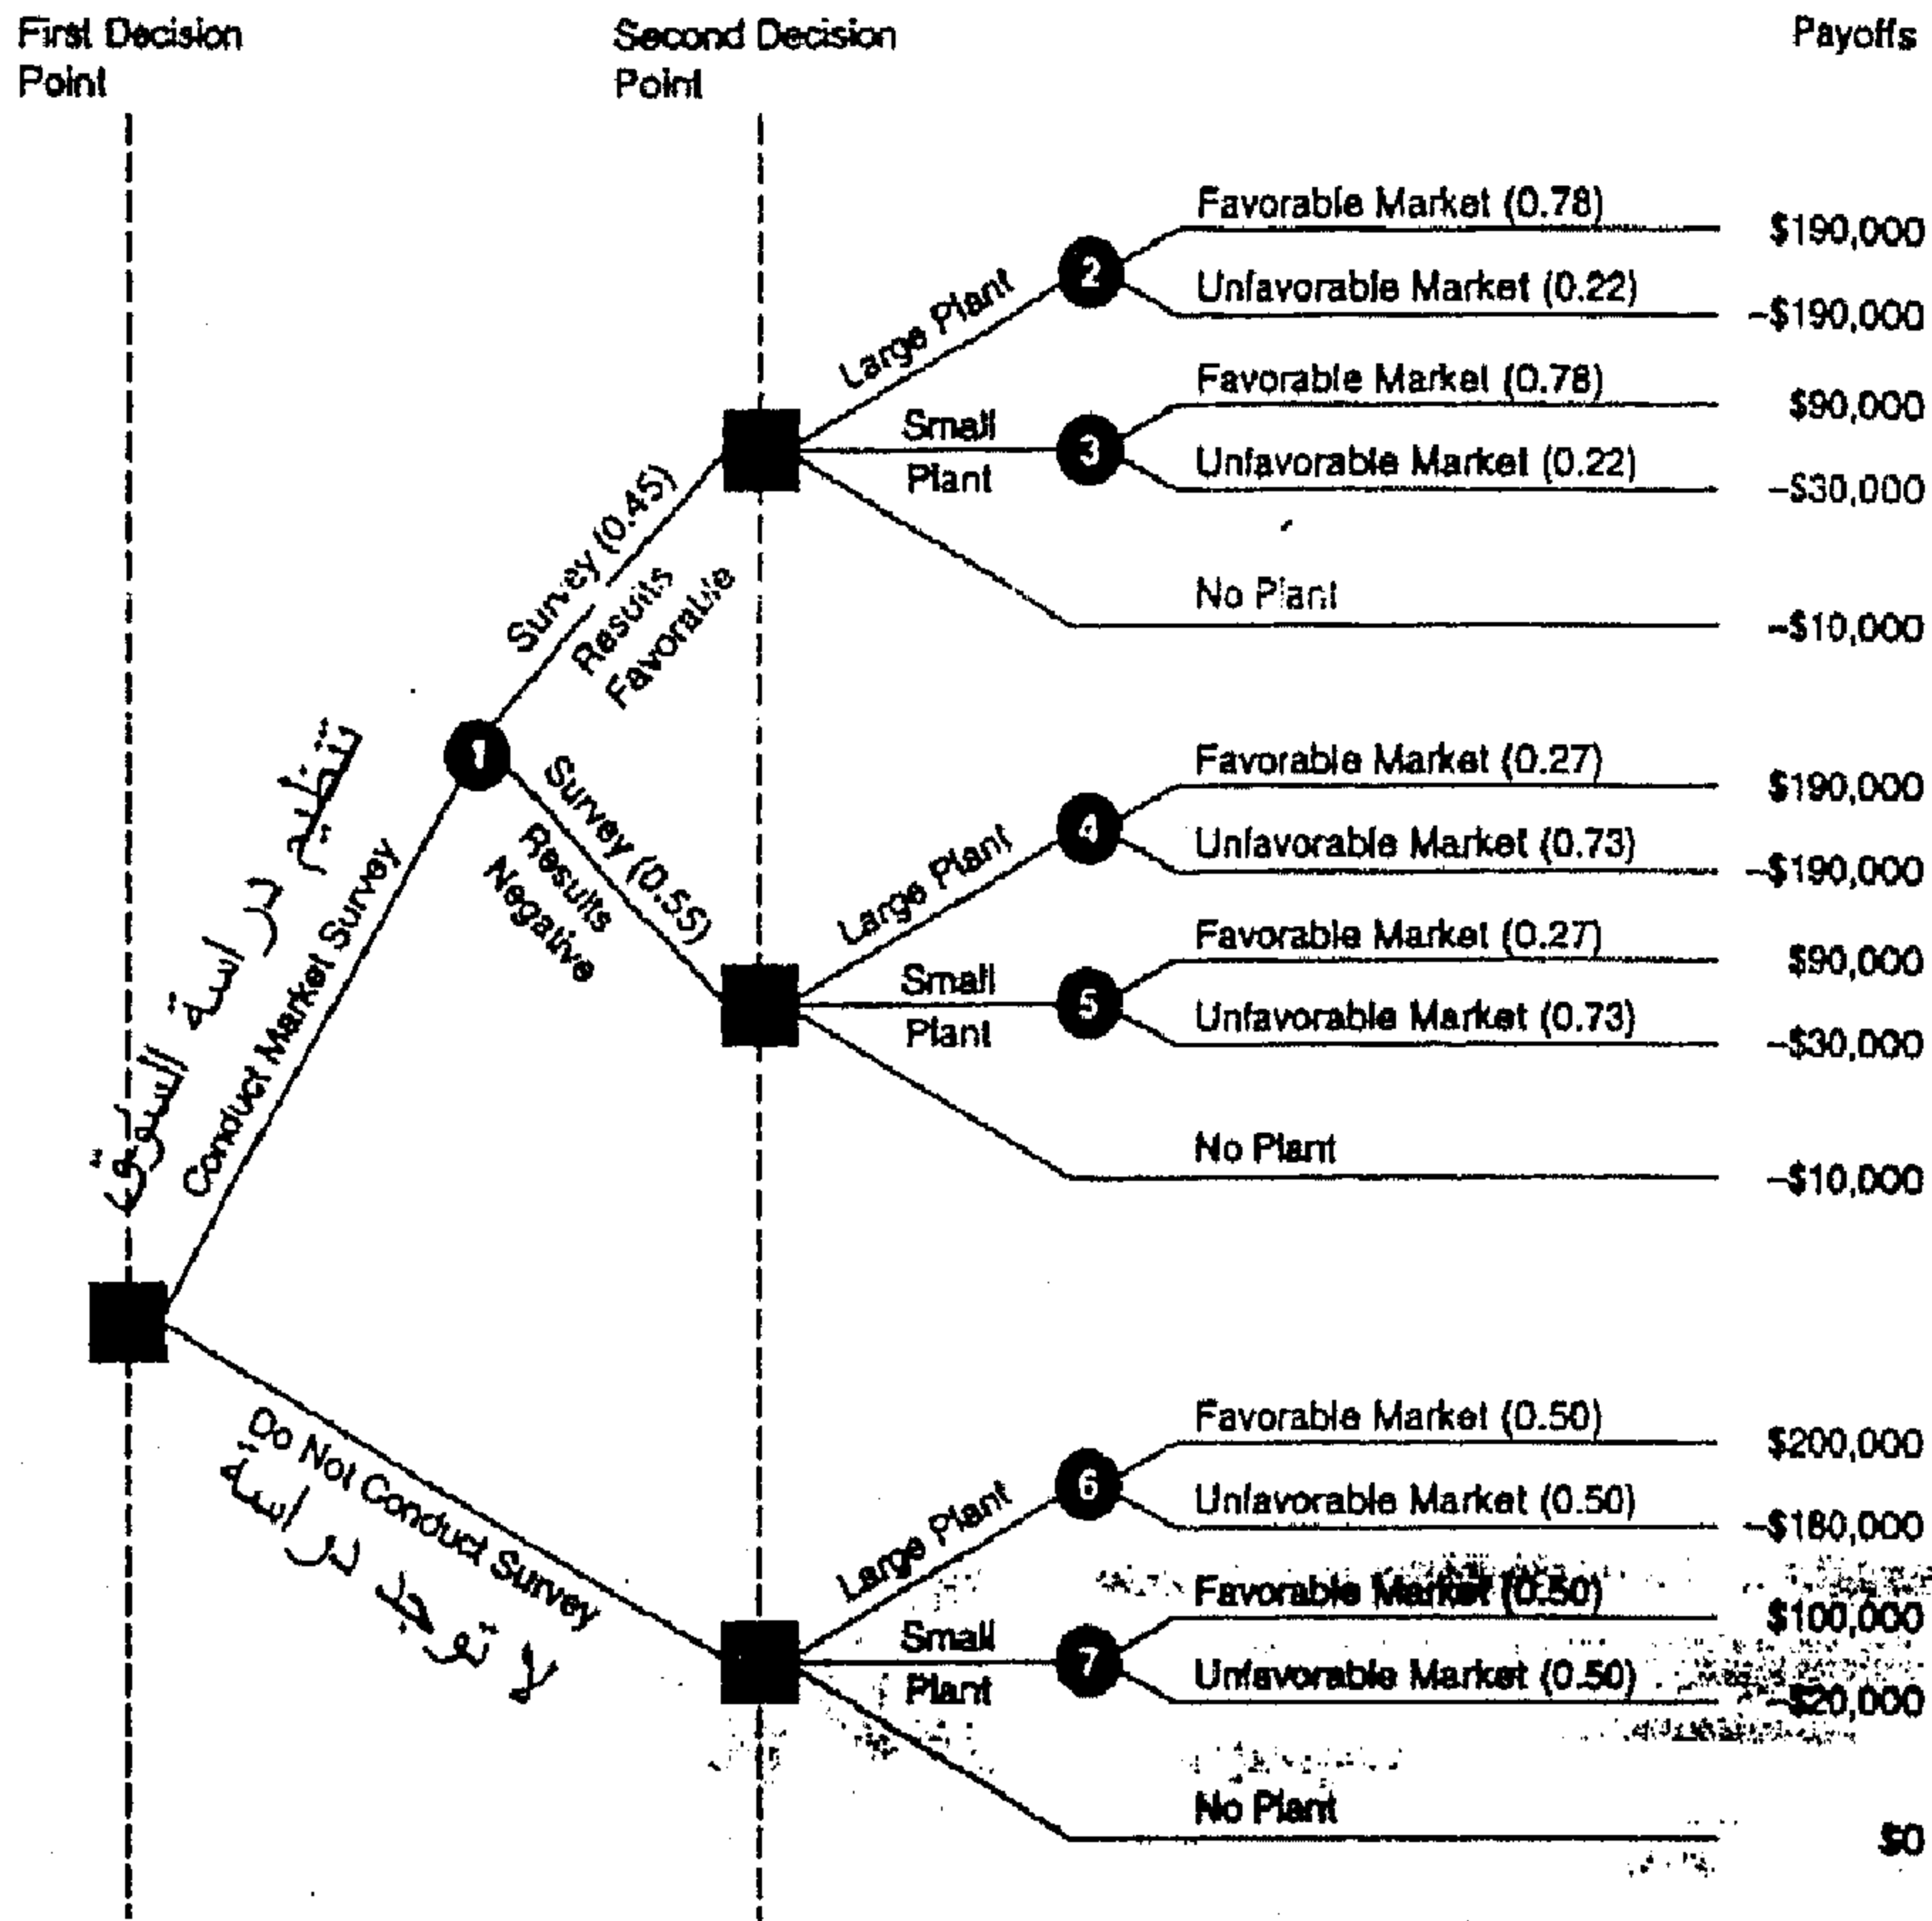 First Decision
Point
Second Decision
Point
Payoffs
Favorable Market (0.78)
$190,000
2
Large Plant
Unfavorable Market (0.22)
-$190,000
Favorable Market (0.78)
$90,000
Small
Plant
3
Unfavorable Market (0.22)
-$30,000
Survey (0.45)
Results
Favorable
No Plant
-$10,000
1
Survey (0.55)
Results
Negative
Favorable Market (0.27)
$190,000
4
Large Plant
Unfavorable Market (0.73)
-$190,000
Favorable Market (0.27)
$90,000
Small
Plant
5
Unfavorable Market (0.73)
-$30,000
تنظيم دراسة السوق
Conduct Market Survey
No Plant
-$10,000
Do Not Conduct Survey
لا توجد دراسة
Favorable Market (0.50)
$200,000
6
Large Plant
Unfavorable Market (0.50)
-$180,000
Favorable Market (0.50)
$100,000
Small
Plant
7
Unfavorable Market (0.50)
-$20,000
No Plant
$0